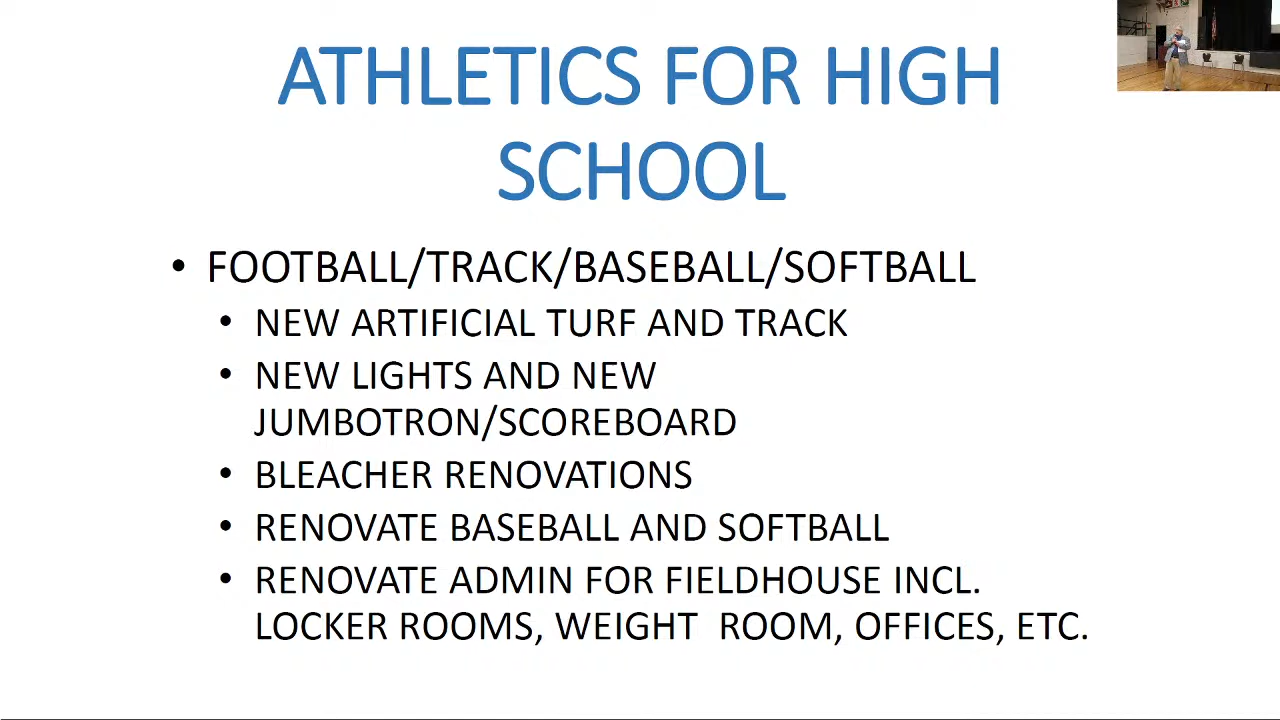 ATHLETICS FOR HIGH
SCHOOL
• FOOTBALL/TRACK/BASEBALL/SOFTBALL
• NEW ARTIFICIAL TURF AND TRACK
• NEW LIGHTS AND NEW
JUMBOTRON/SCOREBOARD
• BLEACHER RENOVATIONS
• RENOVATE BASEBALL AND SOFTBALL
• RENOVATE ADMIN FOR FIELDHOUSE INCL.
LOCKER ROOMS, WEIGHT  ROOM, OFFICES, ETC.